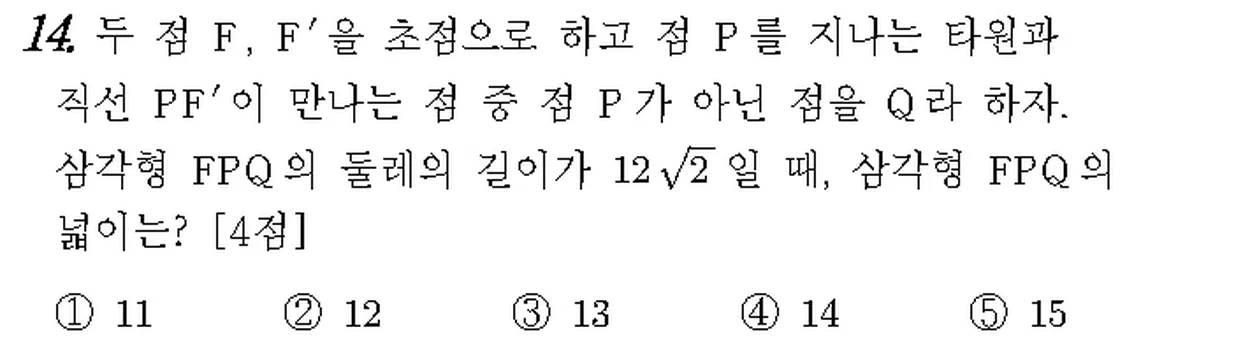 14. 두 점 F, F′을 초점으로 하고 점 P를 지나는 타원과
직선 PF′이 만나는 점 중 점 P가 아닌 점을 Q라 하자.
삼각형 FPQ의 둘레의 길이가 12√2 일 때, 삼각형 FPQ의
넓이는? [4점]
① 11 ② 12 ③ 13 ④ 14 ⑤ 15